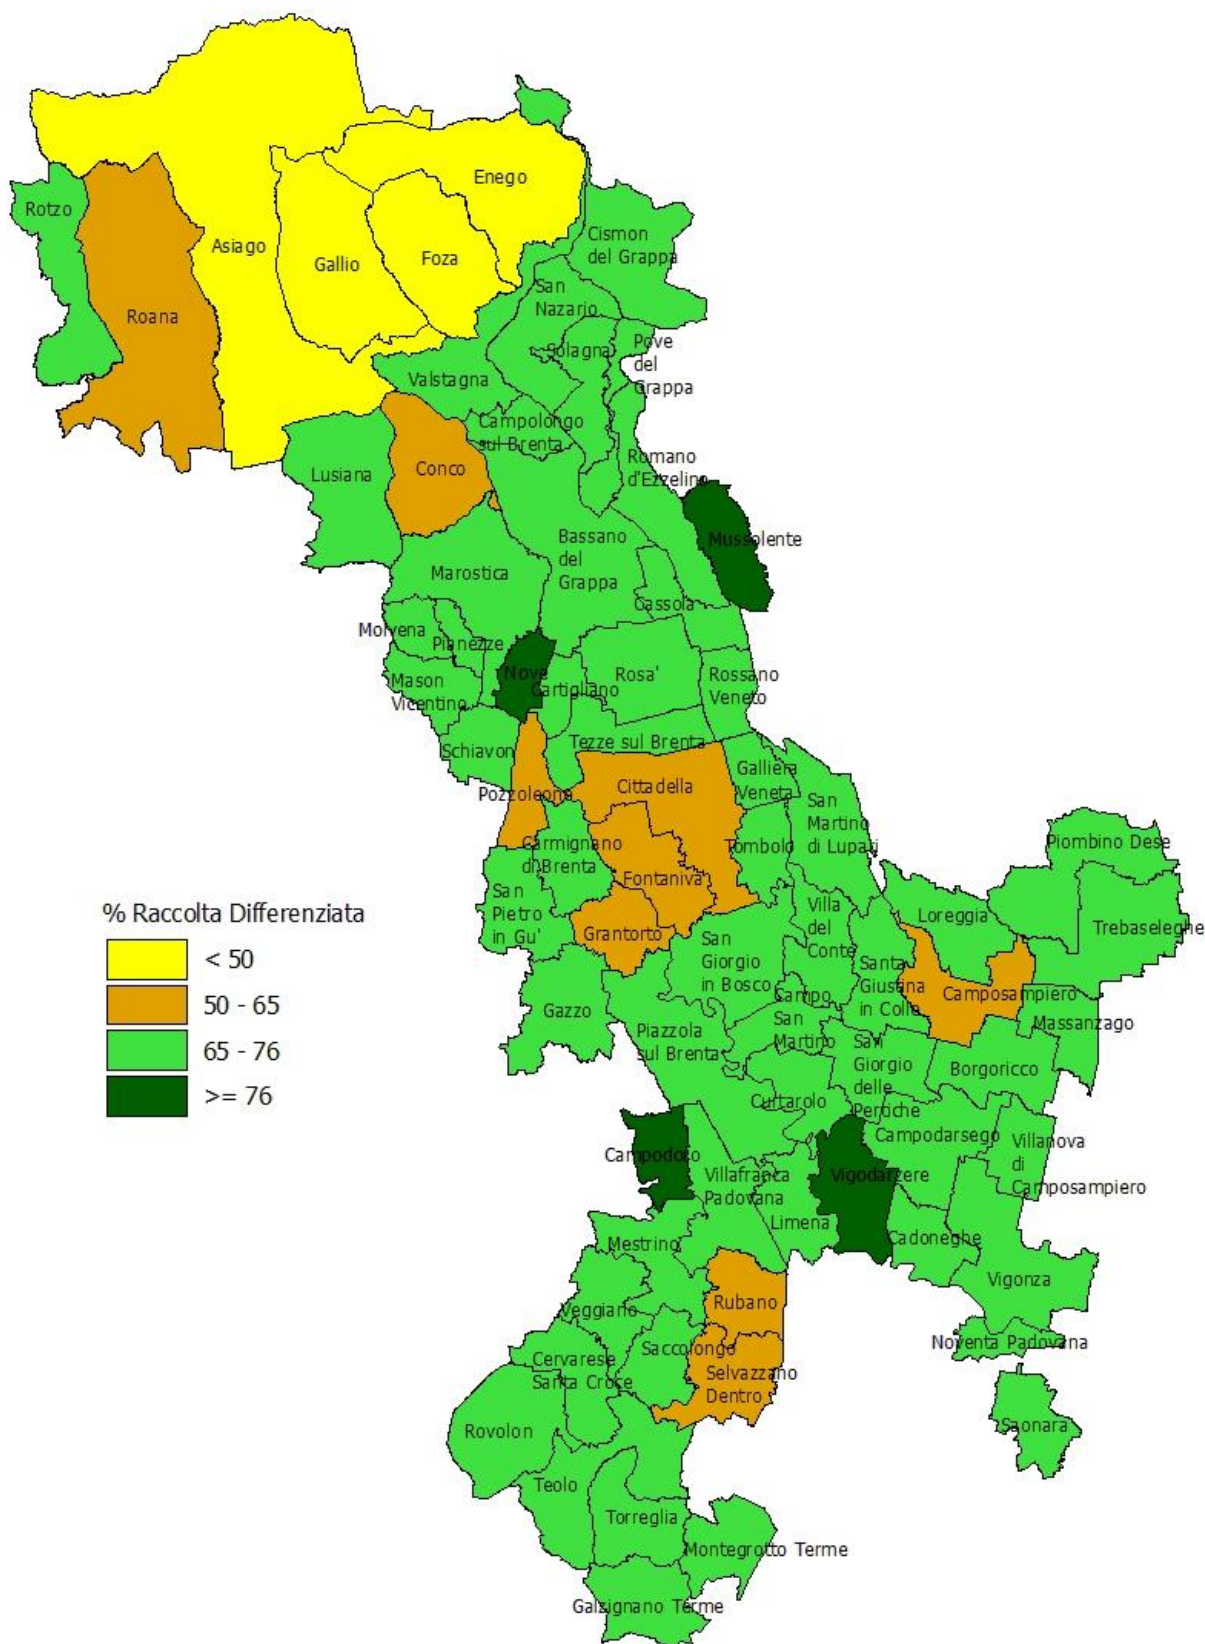 Enego
Rotzo
Cismon
del Grappa
Asiago
Gallio
Foza
San
Nazario
Roana
Solagna
Pove
del
Grappa
Valstagna
Campolongo
sul Brenta
Romano
d'Ezzelino
Lusiana
Conco
Mussolente
Bassano
del
Grappa
Marostica
Cassola
Molvena
Pianezze
Nove
Rosa'
Rossano
Veneto
Mason
Vicentino
Cartigliano
Schiavon
Tezze sul Brenta
Galliera
Veneta
Pozzoleone
Cittadella
San
Martino
di Lupari
Carmignano
di Brenta
Tombolo
Piombino Dese
Fontaniva
San
Pietro
in Gu'
Villa
del
Conte
Loreggia
Trebaseleghe
% Raccolta Differenziata
< 50
50 - 65
65 - 76
>= 76
Grantorto
San
Giorgio
in Bosco
Santa
Giustina
in Colle
Camposampiero
Gazzo
Campo
San
Martino
Massanzago
Piazzola
sul Brenta
San
Giorgio
delle
Pertiche
Borgoricco
Curtarolo
Campodarsego
Villanova
di
Camposampiero
Campodoro
Villafranca
Padovana
Vigodarzere
Limena
Cadoneghe
Mestrino
Vigonza
Veggiano
Rubano
Noventa Padovana
Saccolongo
Cervarese
Santa Croce
Selvazzano
Dentro
Rovolon
Saonara
Teolo
Torreglia
Montegrotto Terme
Galzignano Terme